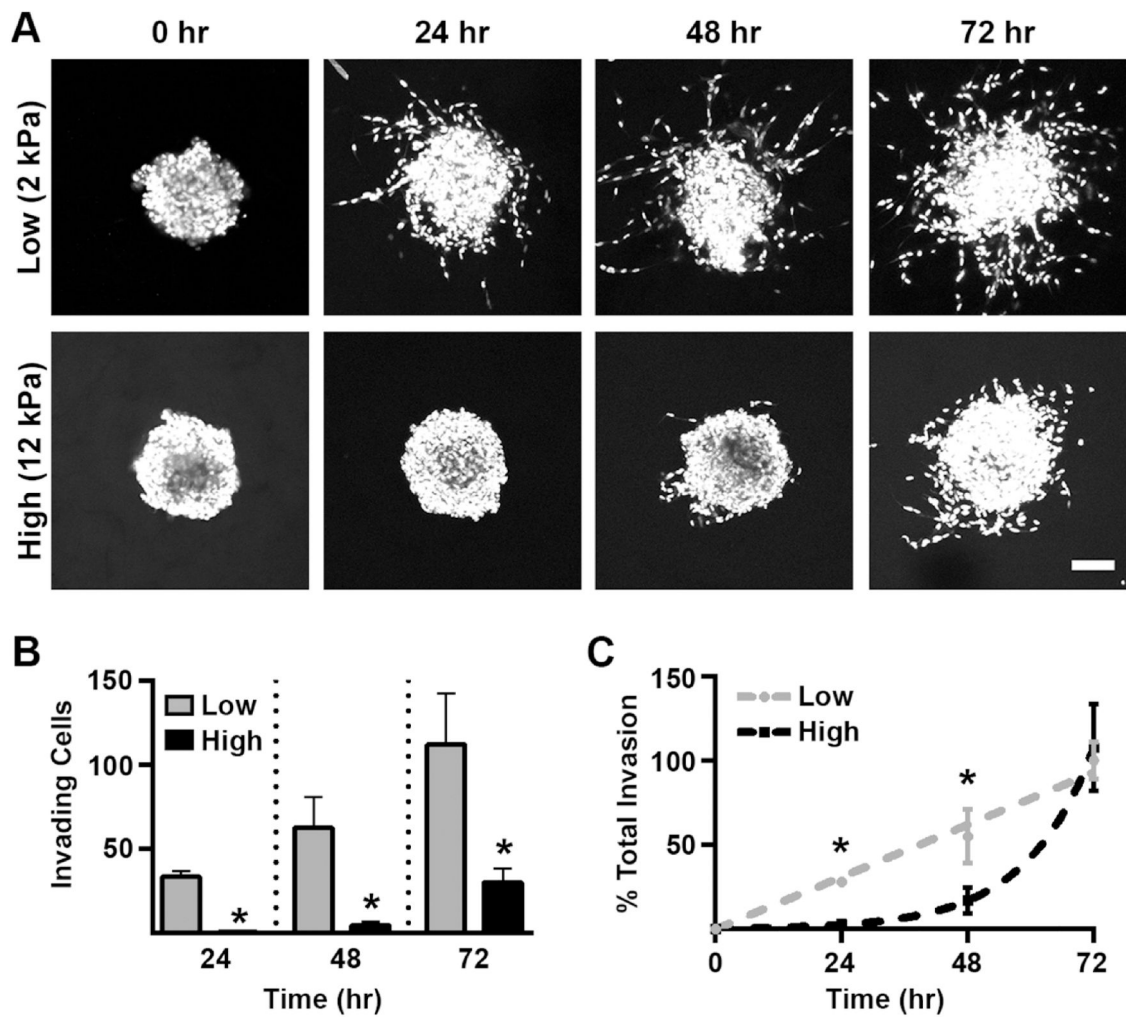 A
0 hr
24 hr
48 hr
72 hr
Low (2 kPa)
High (12 kPa)
B
Invading Cells
150
100
50
Low
High
*
*
*
24
48
72
Time (hr)
C
% Total Invasion
150
100
50
Low
High
*
*
0
24
48
72
Time (hr)